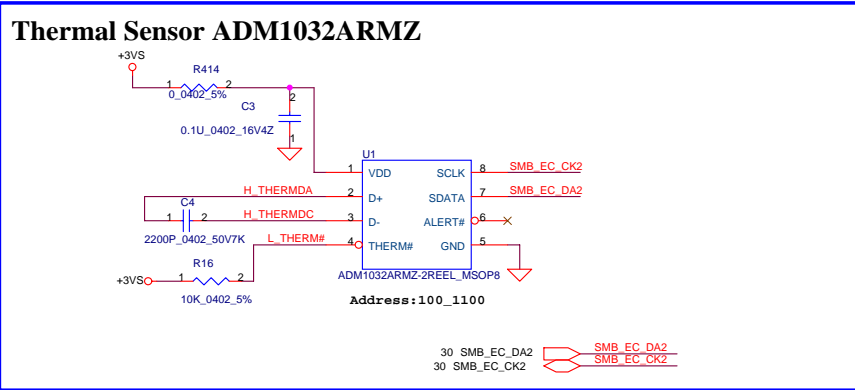 Thermal Sensor ADM1032ARMZ
+3VS
R414
1 2
0_0402_5%
2
C3
0.1U_0402_16V4Z
1
U1
1 VDD SCLK 8 SMB_EC_CK2
H_THERMDA 2 D+ SDATA 7 SMB_EC_DA2
C4
1 2 H_THERMDC 3 D- ALERT# 6
2200P_0402_50V7K
L_THERM# 4 THERM# GND 5
R16
+3VS 1 2
10K_0402_5%
ADM1032ARMZ-2REEL_MSOP8
Address:100_1100
30 SMB_EC_DA2 SMB_EC_DA2
30 SMB_EC_CK2 SMB_EC_CK2